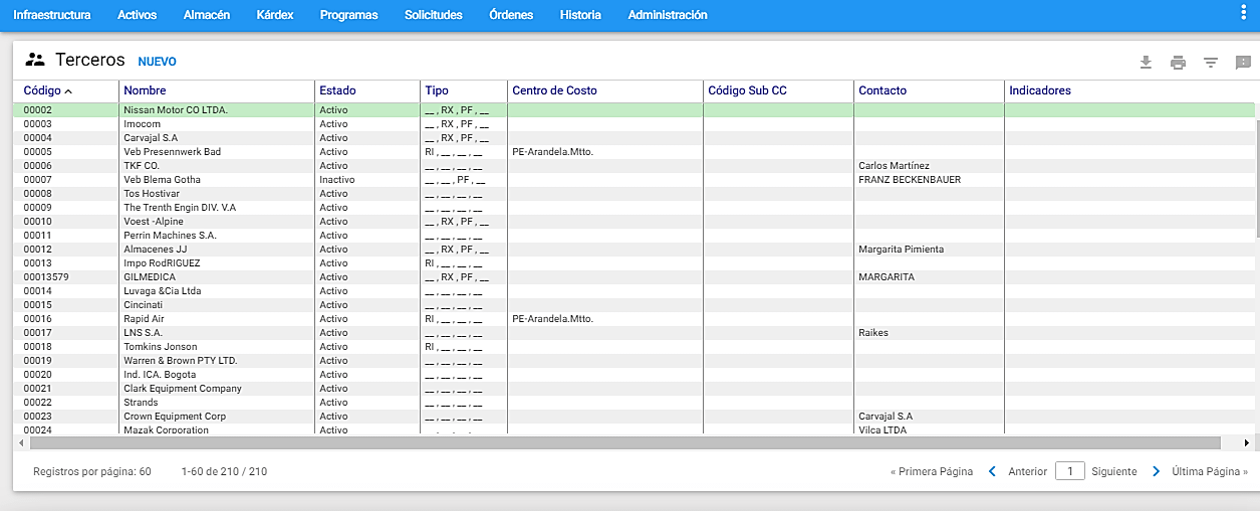 Infraestructura Activos Almacén Kárdex Programas Solicitudes Órdenes Historia Administración
Terceros NUEVO
Código Nombre Estado Tipo Centro de Costo Código Sub CC Contacto Indicadores
00002 Nissan Motor CO LTDA. Activo __ , RX , PF , __
00003 Imocom Activo __ , RX , PF , __
00004 Carvajal S.A Activo __ , RX , PF , __
00005 Veb Presennwerk Bad Activo RI , __ , __ , __ PE-Arandela.Mtto.
00006 TKF CO. Activo __ , __ , __ , __ Carlos Martínez
00007 Veb Blema Gotha Inactivo __ , __ , PF , __ FRANZ BECKENBAUER
00008 Tos Hostivar Activo __ , __ , __ , __
00009 The Trenth Engin DIV. V.A Activo __ , __ , __ , __
00010 Voest -Alpine Activo __ , RX , PF , __
00011 Perrin Machines S.A. Activo __ , __ , __ , __
00012 Almacenes JJ Activo __ , RX , PF , __ Margarita Pimienta
00013 Impo RodRIGUEZ Activo RI , __ , __ , __
00013579 GILMEDICA Activo __ , RX , PF , __ MARGARITA
00014 Luvaga &Cia Ltda Activo __ , __ , __ , __
00015 Cincinati Activo __ , __ , __ , __
00016 Rapid Air Activo RI , __ , __ , __ PE-Arandela.Mtto.
00017 LNS S.A. Activo __ , __ , __ , __ Raikes
00018 Tomkins Jonson Activo RI , __ , __ , __
00019 Warren & Brown PTY LTD. Activo __ , __ , __ , __
00020 Ind. ICA. Bogota Activo __ , __ , __ , __
00021 Clark Equipment Company Activo __ , __ , __ , __
00022 Strands Activo __ , __ , __ , __
00023 Crown Equipment Corp Activo __ , __ , __ , __ Carvajal S.A
00024 Mazak Corporation Activo __ , __ , __ , __ Vilca LTDA
Registros por página: 60 1-60 de 210 / 210 « Primera Página Anterior 1 Siguiente Última Página »